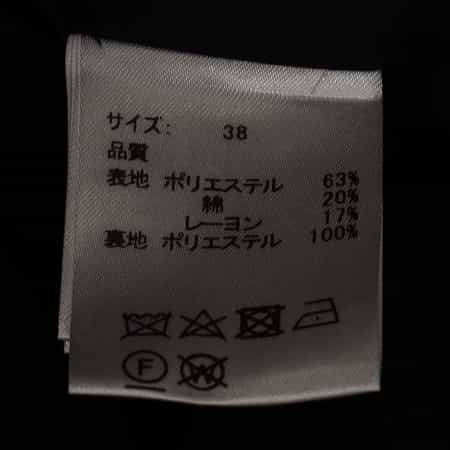 サイズ: 38
品質
表地 ポリエステル 63%
綿 20%
レーヨン 17%
裏地 ポリエステル 100%
F W